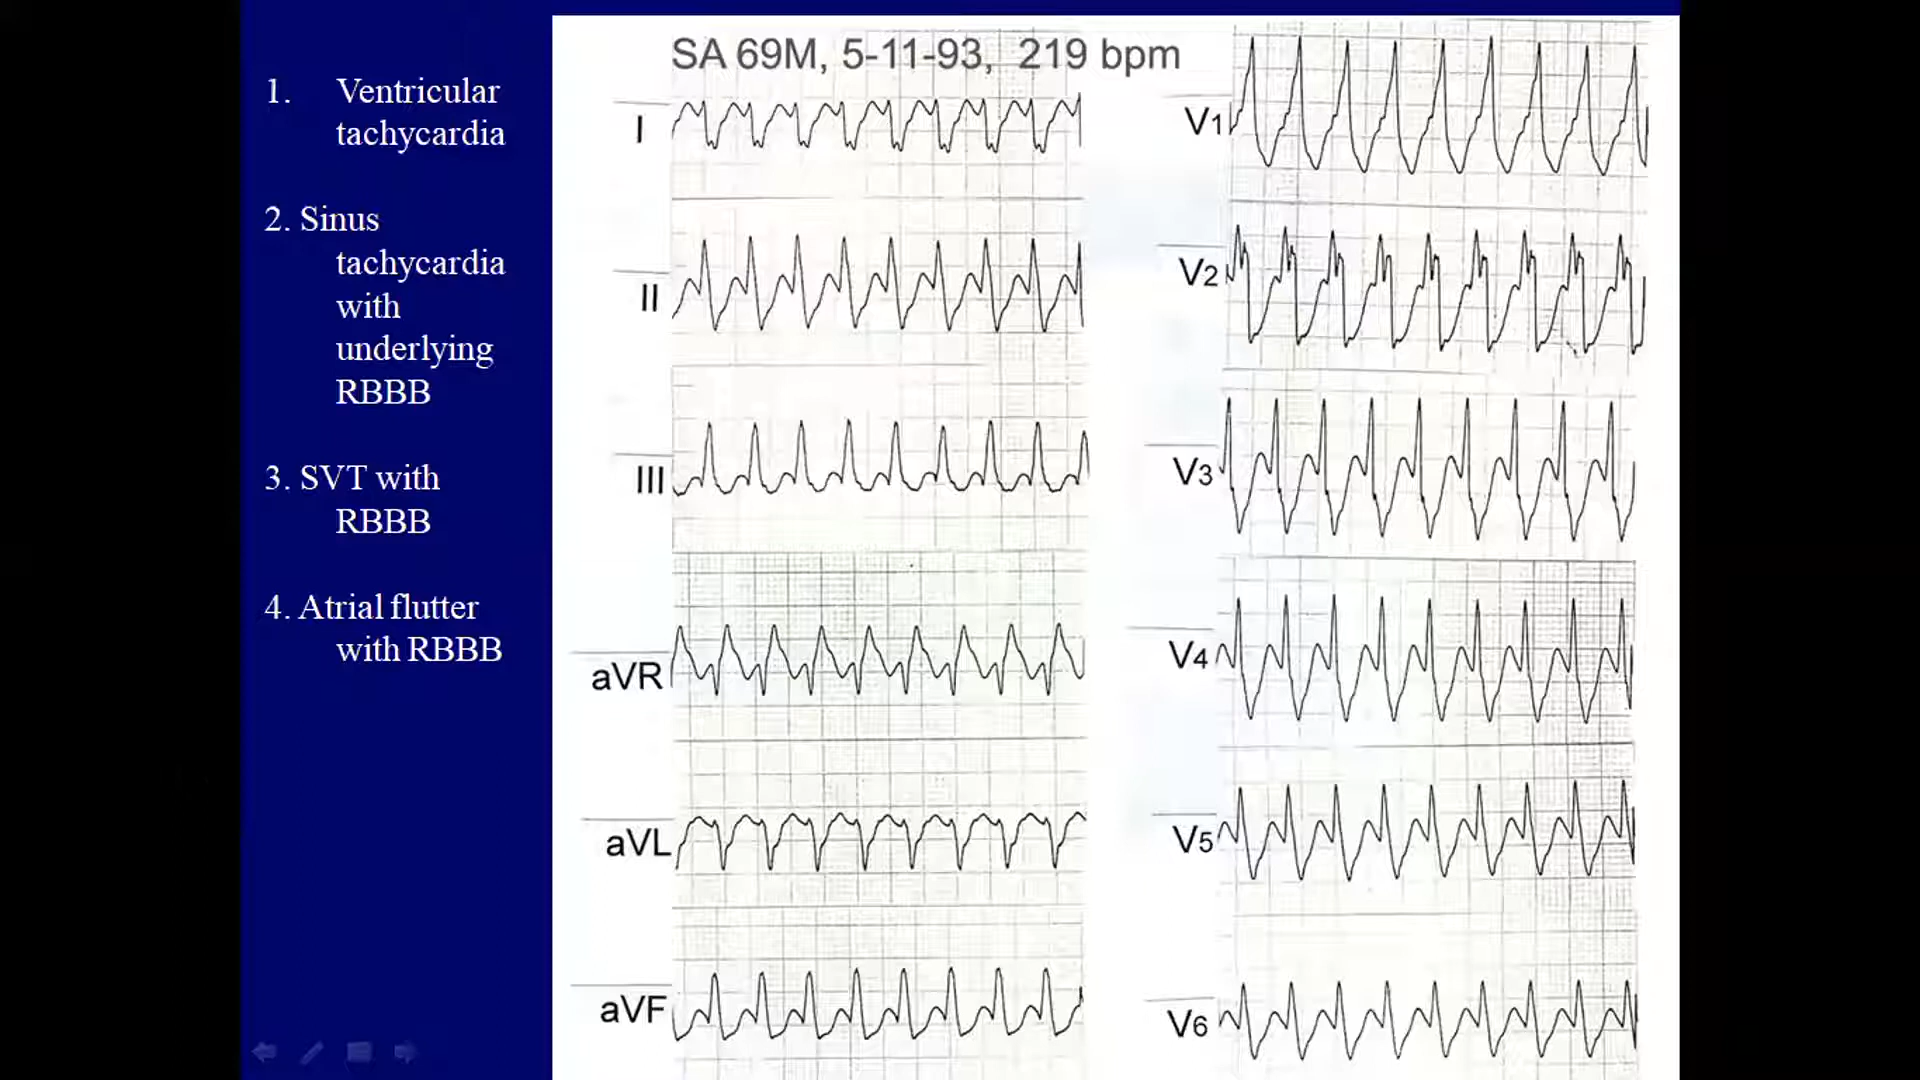 1. Ventricular
tachycardia
2. Sinus
tachycardia
with
underlying
RBBB
3. SVT with
RBBB
4. Atrial flutter
with RBBB
SA 69M, 5-11-93, 219 bpm
I
II
III
aVR
aVL
aVF
V1
V2
V3
V4
V5
V6